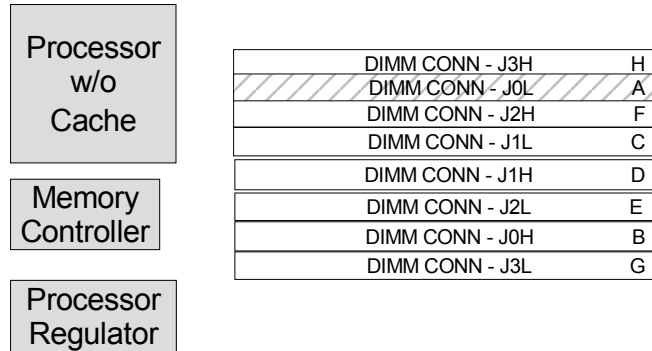 Processor
w/o
Cache
Memory
Controller
Processor
Regulator
DIMM CONN - J3H H
DIMM CONN - J0L A
DIMM CONN - J2H F
DIMM CONN - J1L C
DIMM CONN - J1H D
DIMM CONN - J2L E
DIMM CONN - J0H B
DIMM CONN - J3L G